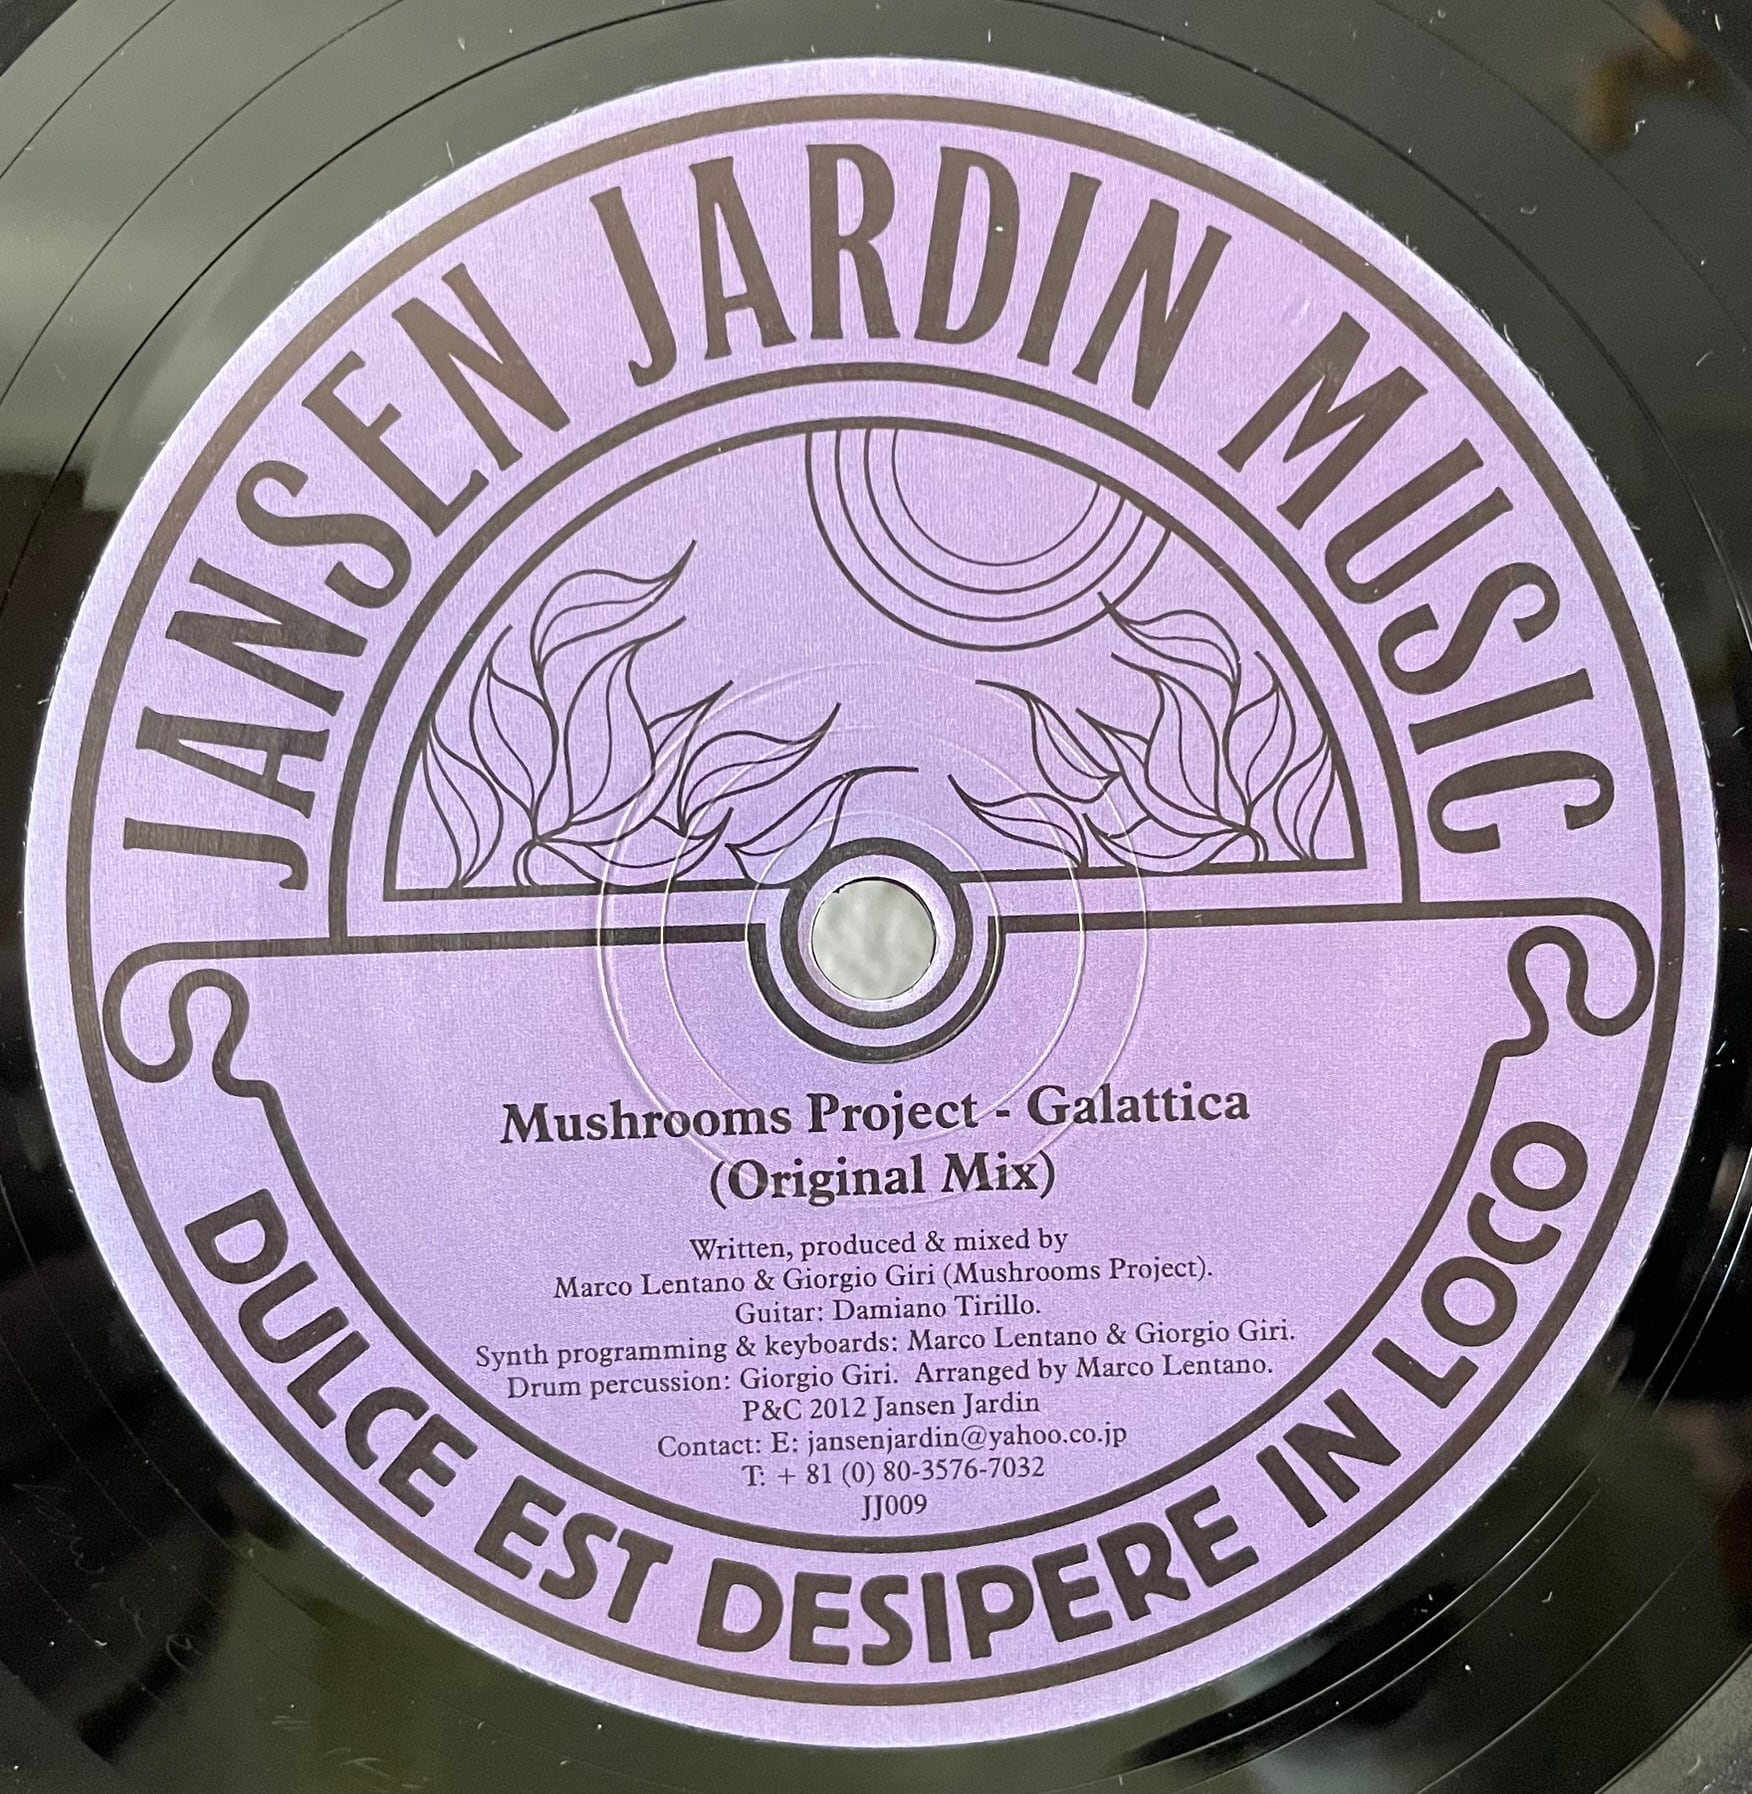 JANSEN JARDIN MUSIC
Mushrooms Project - Galattica
(Original Mix)
Written, produced & mixed by
Marco Lentano & Giorgio Giri (Mushrooms Project).
Guitar: Damiano Tirillo.
Synth programming & keyboards: Marco Lentano & Giorgio Giri.
Drum percussion: Giorgio Giri. Arranged by Marco Lentano.
P&C 2012 Jansen Jardin
Contact: E: jansenjardin@yahoo.co.jp
T: + 81 (0) 80-3576-7032
JJ009
DULCE EST DESIPERE IN LOCO